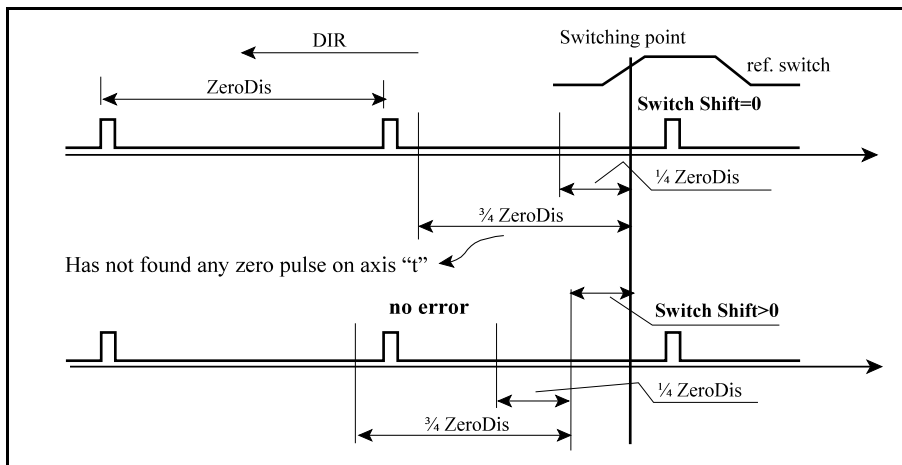 DIR
Switching point
ref. switch
ZeroDis
Switch Shift=0
¼ ZeroDis
¾ ZeroDis
Has not found any zero pulse on axis “t”
no error
Switch Shift>0
¼ ZeroDis
¾ ZeroDis